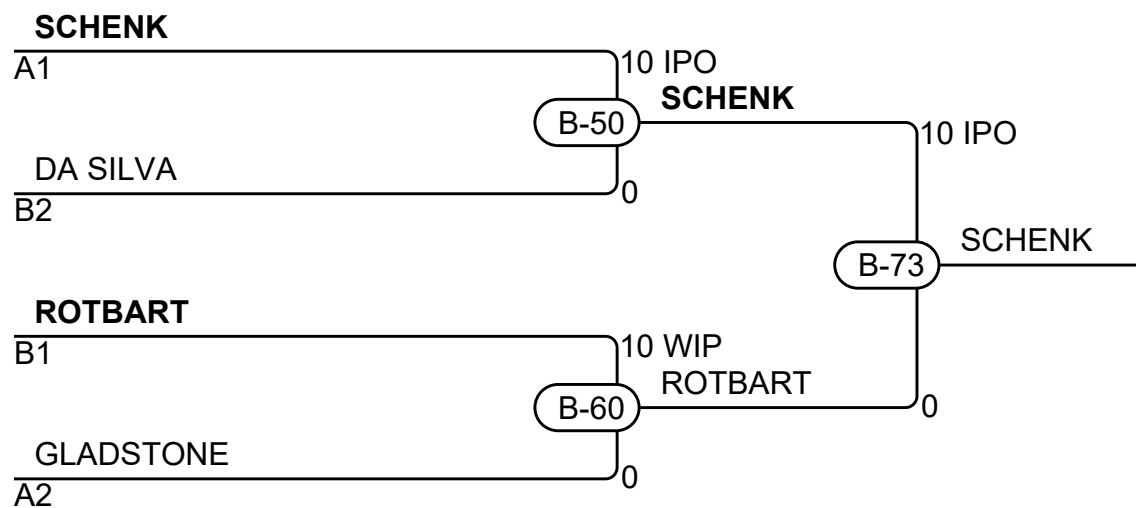 SCHENK
A1
10 IPO
SCHENK
B-50
10 IPO
DA SILVA
B2
0
SCHENK
B-73
ROTBART
B1
10 WIP
ROTBART
B-60
0
GLADSTONE
A2
0